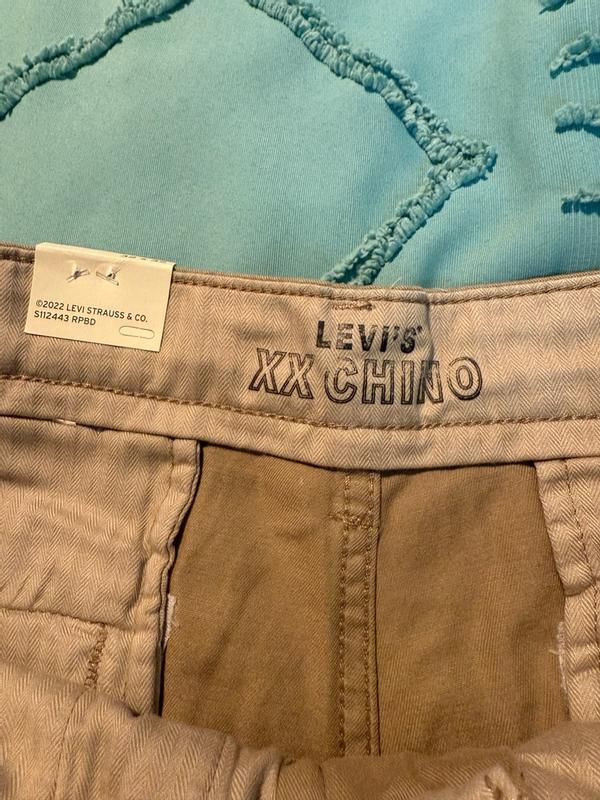 ©2022 LEVI STRAUSS & CO.
S112443 RPBD
LEVI'S®
XX CHINO